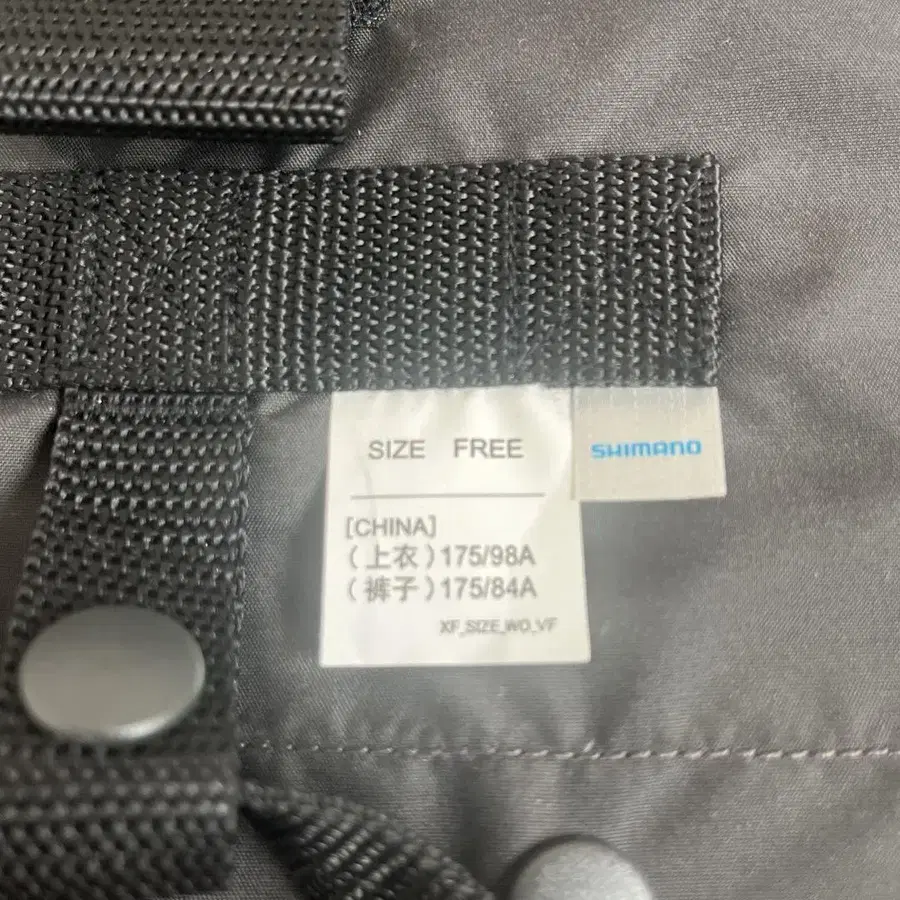 SIZE FREE
SHIMANO
[CHINA]
(上衣)175/98A
(裤子)175/84A
XF_SIZE_WO_VF